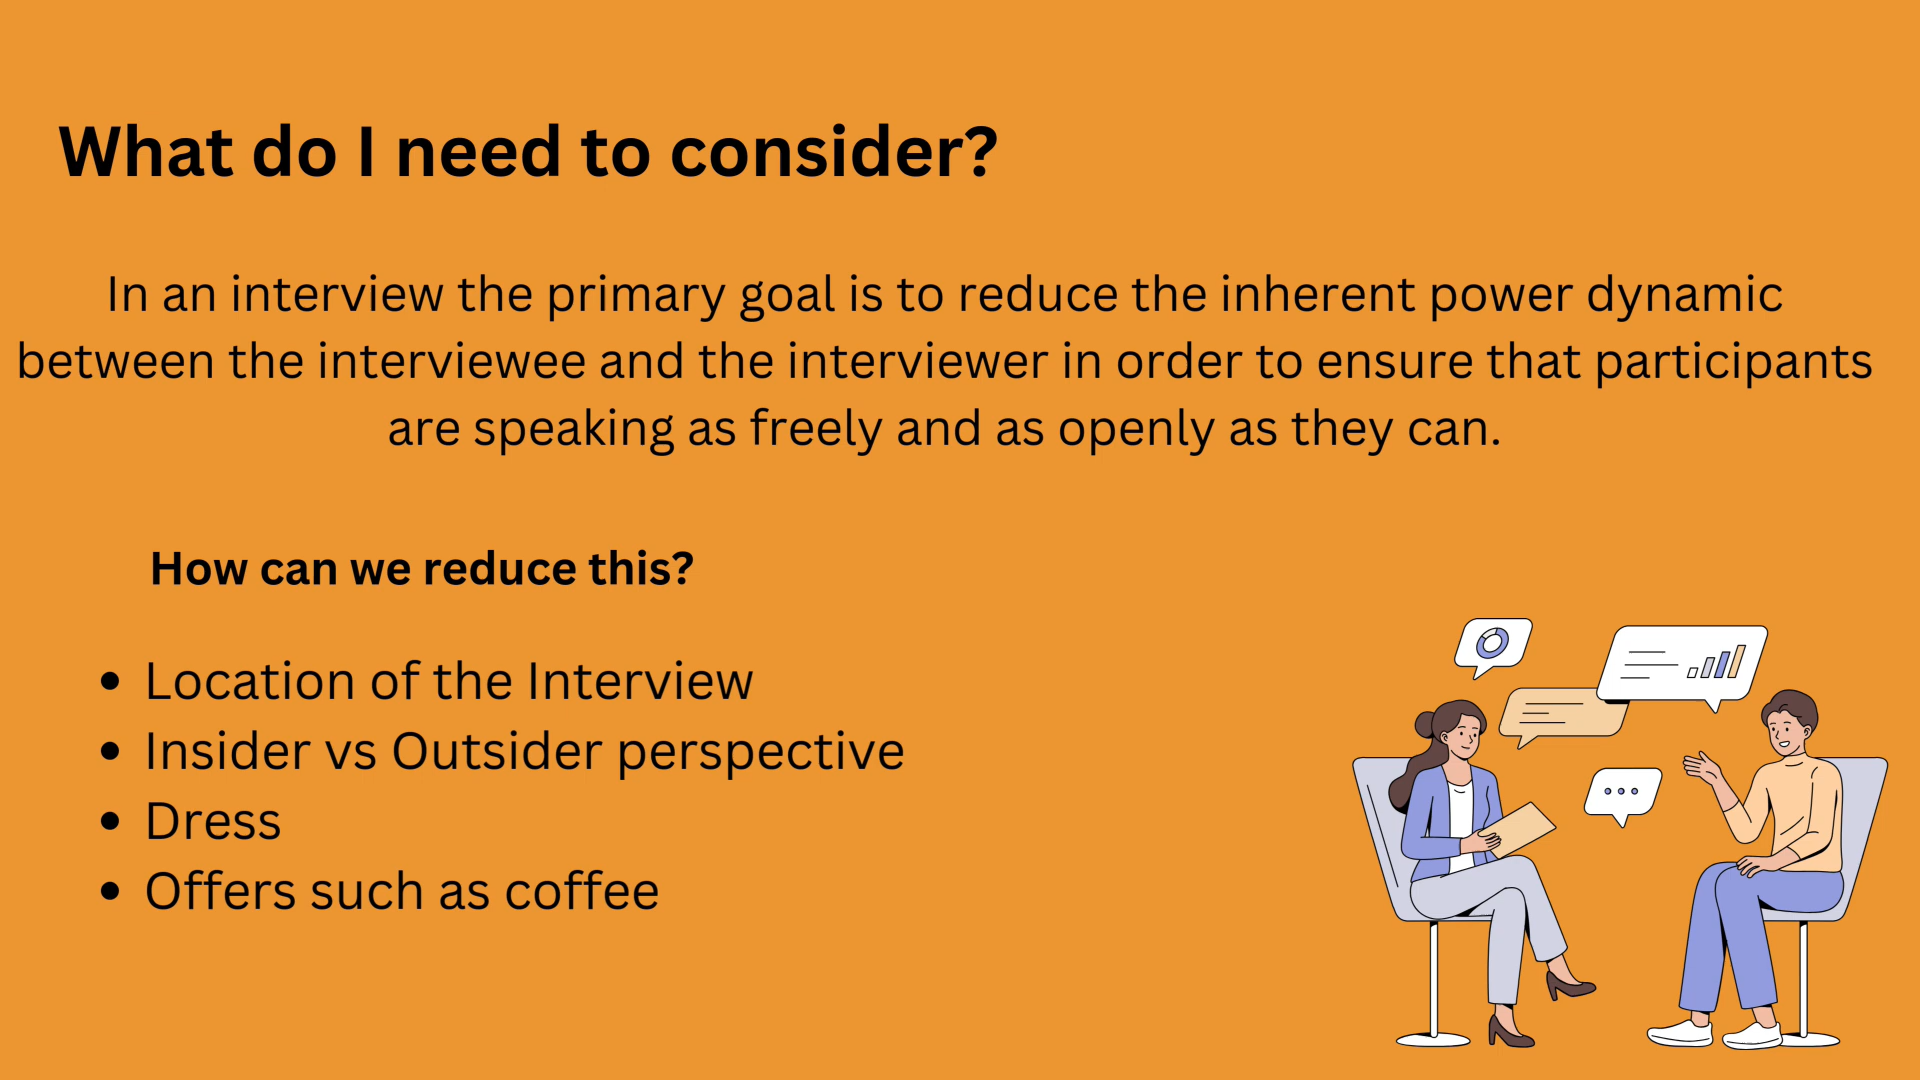 What do I need to consider?
In an interview the primary goal is to reduce the inherent power dynamic
between the interviewee and the interviewer in order to ensure that participants
are speaking as freely and as openly as they can.
How can we reduce this?
• Location of the Interview
• Insider vs Outsider perspective
• Dress
• Offers such as coffee